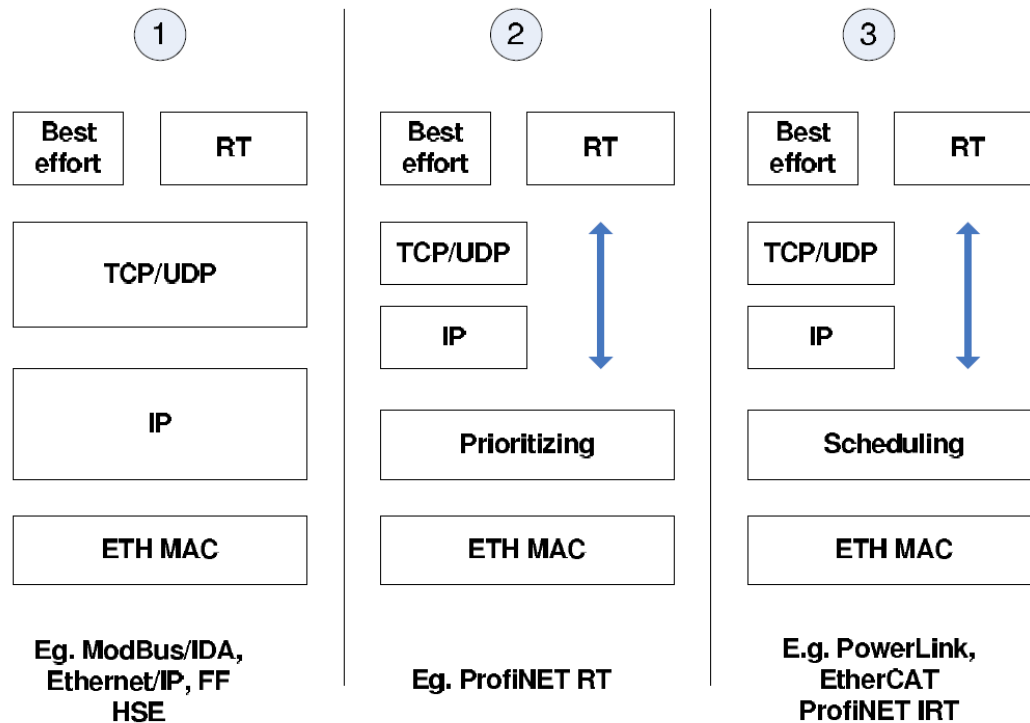 1
Best
effort
RT
TCP/UDP
IP
ETH MAC
Eg. ModBus/IDA,
Ethernet/IP, FF
HSE
2
Best
effort
RT
TCP/UDP
IP
Prioritizing
ETH MAC
Eg. ProfiNET RT
3
Best
effort
RT
TCP/UDP
IP
Scheduling
ETH MAC
E.g. PowerLink,
EtherCAT
ProfiNET IRT